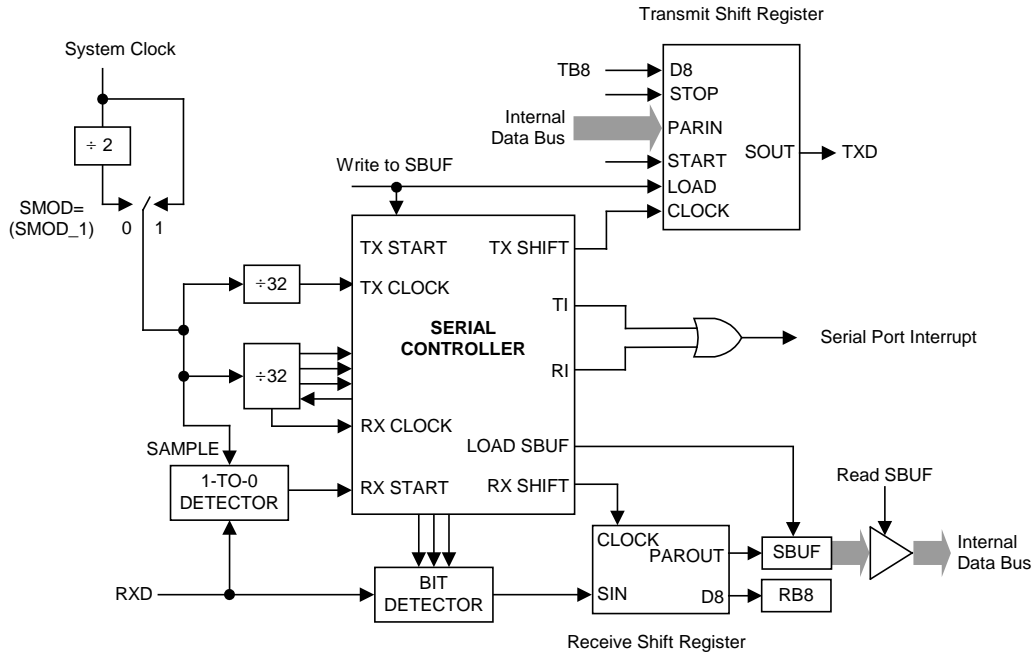 Transmit Shift Register
System Clock
TB8
D8
STOP
Internal
Data Bus
PARIN
÷ 2
SOUT
TXD
START
Write to SBUF
LOAD
SMOD=
(SMOD_1)
0
1
CLOCK
TX START
TX SHIFT
÷32
TX CLOCK
TI
SERIAL
CONTROLLER
Serial Port Interrupt
÷32
RI
RX CLOCK
LOAD SBUF
SAMPLE
1-TO-0
DETECTOR
RX START
RX SHIFT
Read SBUF
CLOCK
PAROUT
SBUF
Internal
Data Bus
RXD
BIT
DETECTOR
SIN
D8
RB8
Receive Shift Register